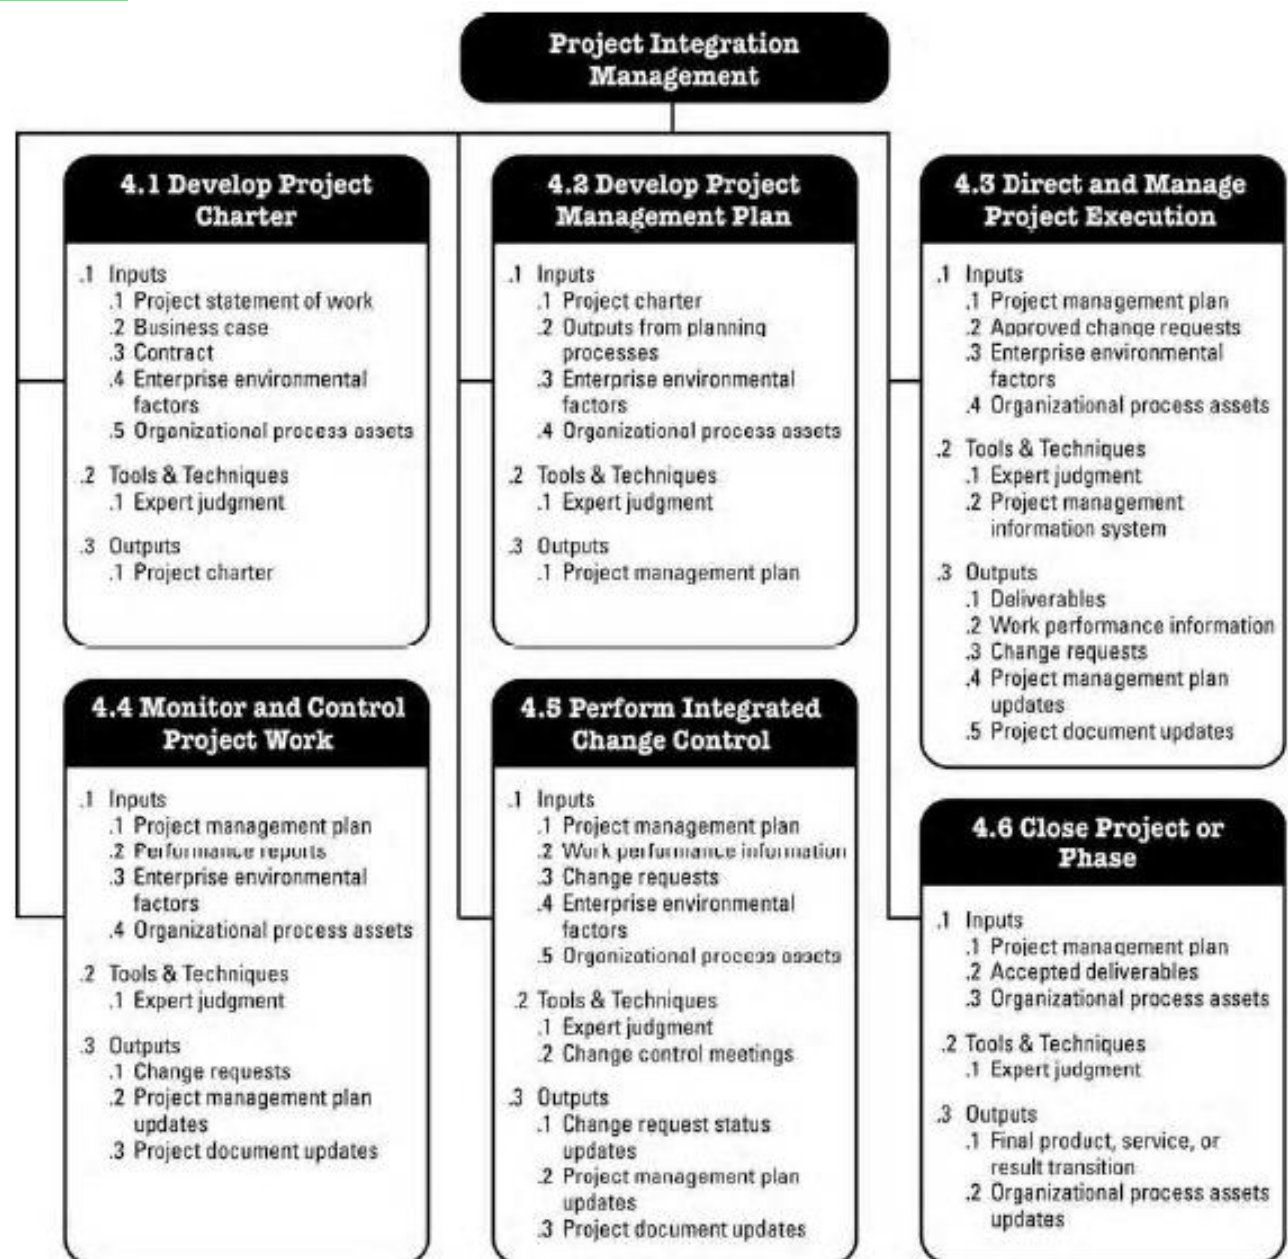 Project Integration
Management
4.1 Develop Project
Charter
.1 Inputs
.1 Project statement of work
.2 Business case
.3 Contract
.4 Enterprise environmental
factors
.5 Organizational process assets
.2 Tools & Techniques
.1 Expert judgment
.3 Outputs
.1 Project charter
4.2 Develop Project
Management Plan
.1 Inputs
.1 Project charter
.2 Outputs from planning
processes
.3 Enterprise environmental
factors
.4 Organizational process assets
.2 Tools & Techniques
.1 Expert judgment
.3 Outputs
.1 Project management plan
4.3 Direct and Manage
Project Execution
.1 Inputs
.1 Project management plan
.2 Approved change requests
.3 Enterprise environmental
factors
.4 Organizational process assets
.2 Tools & Techniques
.1 Expert judgment
.2 Project management
information system
.3 Outputs
.1 Deliverables
.2 Work performance information
.3 Change requests
.4 Project management plan
updates
.5 Project document updates
4.4 Monitor and Control
Project Work
.1 Inputs
.1 Project management plan
.2 Performance reports
.3 Enterprise environmental
factors
.4 Organizational process assets
.2 Tools & Techniques
.1 Expert judgment
.3 Outputs
.1 Change requests
.2 Project management plan
updates
.3 Project document updates
4.5 Perform Integrated
Change Control
.1 Inputs
.1 Project management plan
.2 Work performance information
.3 Change requests
.4 Enterprise environmental
factors
.5 Organizational process assets
.2 Tools & Techniques
.1 Expert judgment
.2 Change control meetings
.3 Outputs
.1 Change request status
updates
.2 Project management plan
updates
.3 Project document updates
4.6 Close Project or
Phase
.1 Inputs
.1 Project management plan
.2 Accepted deliverables
.3 Organizational process assets
.2 Tools & Techniques
.1 Expert judgment
.3 Outputs
.1 Final product, service, or
result transition
.2 Organizational process assets
updates